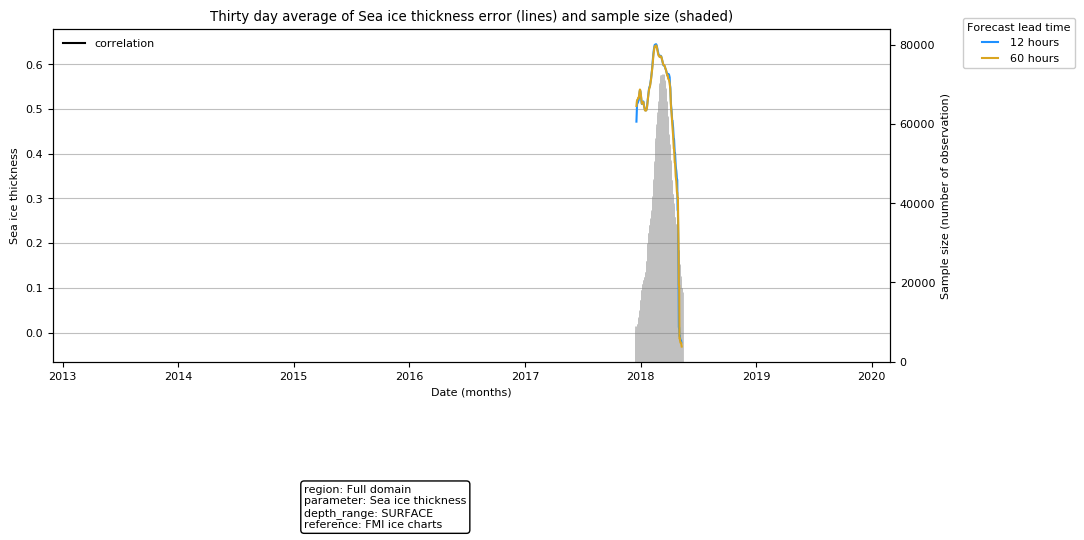 Thirty day average of Sea ice thickness error (lines) and sample size (shaded)
correlation
Forecast lead time
12 hours
60 hours
Sea ice thickness
0.6
0.5
0.4
0.3
0.2
0.1
0.0
80000
60000
40000
20000
0
Sample size (number of observation)
2013 2014 2015 2016 2017 2018 2019 2020
Date (months)
region: Full domain
parameter: Sea ice thickness
depth_range: SURFACE
reference: FMI ice charts